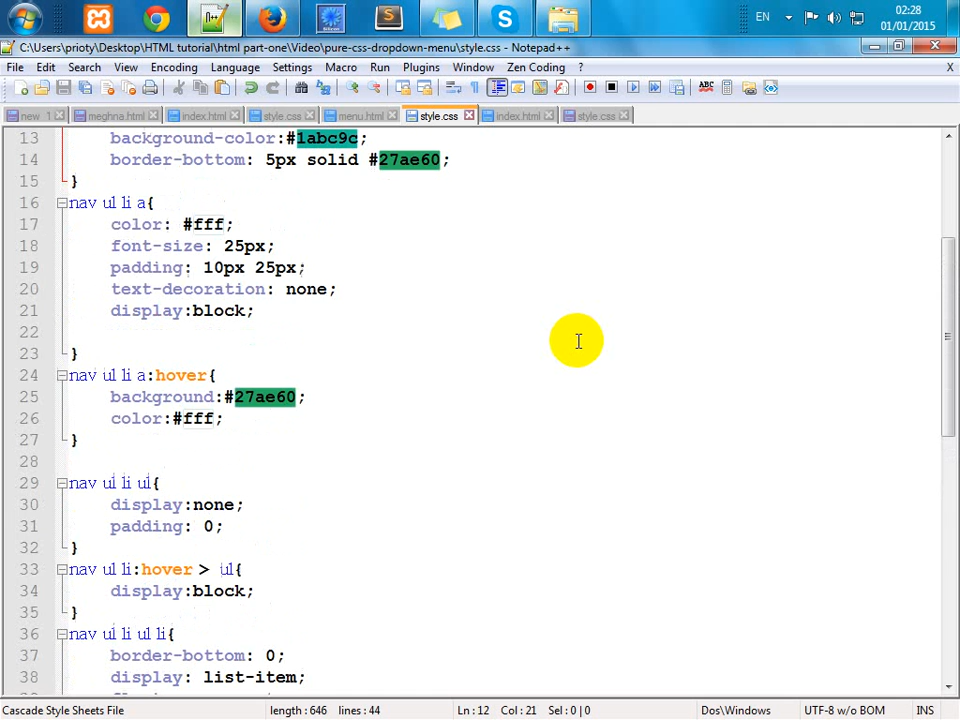 EN
02:28
01/01/2015
C:\Users\prioty\Desktop\HTML tutorial\html part-one\Video\pure-css-dropdown-menu\style.css - Notepad++
File Edit Search View Encoding Language Settings Macro Run Plugins Window Zen Coding ? X
new 1 meghna.html index.html style.css menu.html style.css index.html style.css
13 background-color:#1abc9c;
14 border-bottom: 5px solid #27ae60;
15 }
16 nav ul li a{
17 color: #fff;
18 font-size: 25px;
19 padding: 10px 25px;
20 text-decoration: none;
21 display:block;
22
23 }
24 nav ul li a:hover{
25 background:#27ae60;
26 color:#fff;
27 }
28
29 nav ul li ul{
30 display:none;
31 padding: 0;
32 }
33 nav ul li:hover > ul{
34 display:block;
35 }
36 nav ul li ul li{
37 border-bottom: 0;
38 display: list-item;
Cascade Style Sheets File length : 646 lines : 44 Ln : 12 Col : 21 Sel : 0 | 0 Dos\Windows UTF-8 w/o BOM INS